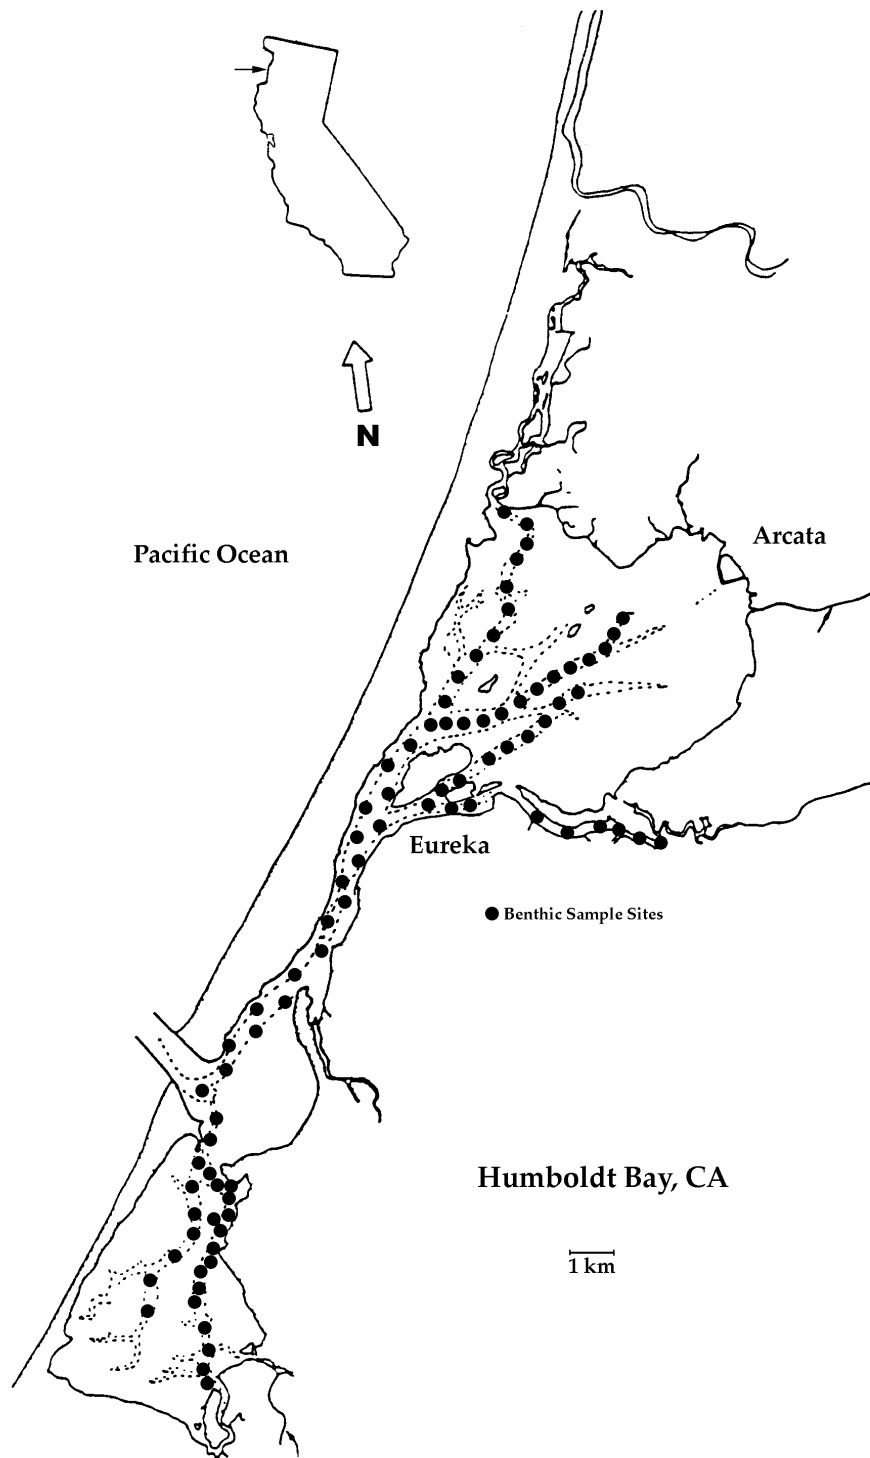 N
Pacific Ocean
Arcata
Eureka
Benthic Sample Sites
Humboldt Bay, CA
1 km